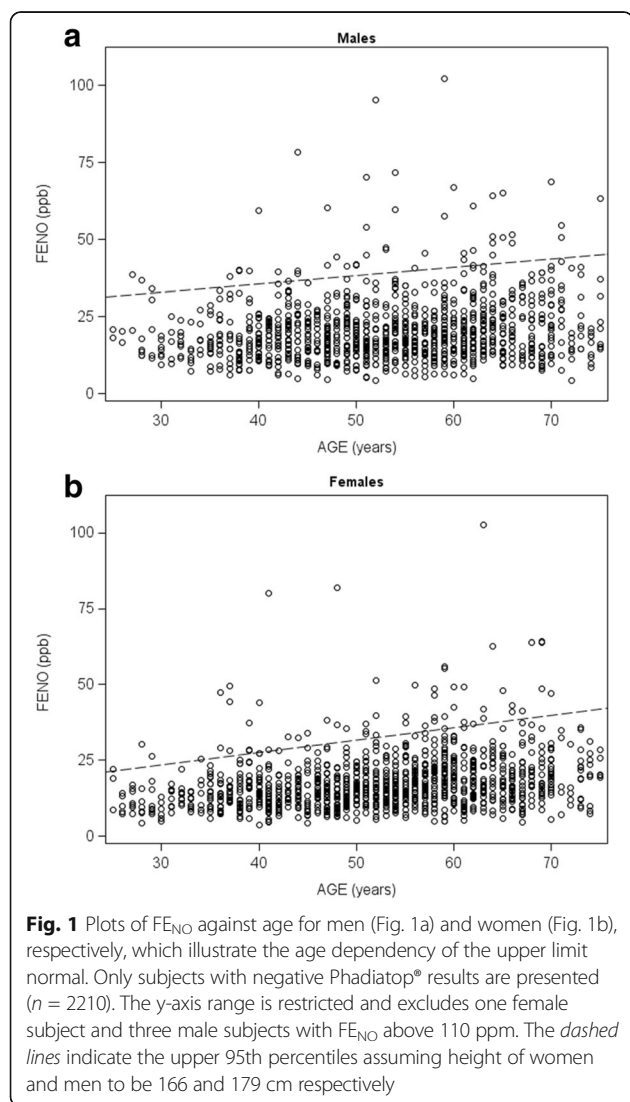 a
Males
100
75
50
25
0
FENO (ppb)
30 40 50 60 70
AGE (years)
b
Females
100
75
50
25
0
FENO (ppb)
30 40 50 60 70
AGE (years)
Fig. 1 Plots of FENO against age for men (Fig. 1a) and women (Fig. 1b),
respectively, which illustrate the age dependency of the upper limit
normal. Only subjects with negative Phadiatop® results are presented
(n = 2210). The y-axis range is restricted and excludes one female
subject and three male subjects with FENO above 110 ppm. The dashed
lines indicate the upper 95th percentiles assuming height of women
and men to be 166 and 179 cm respectively